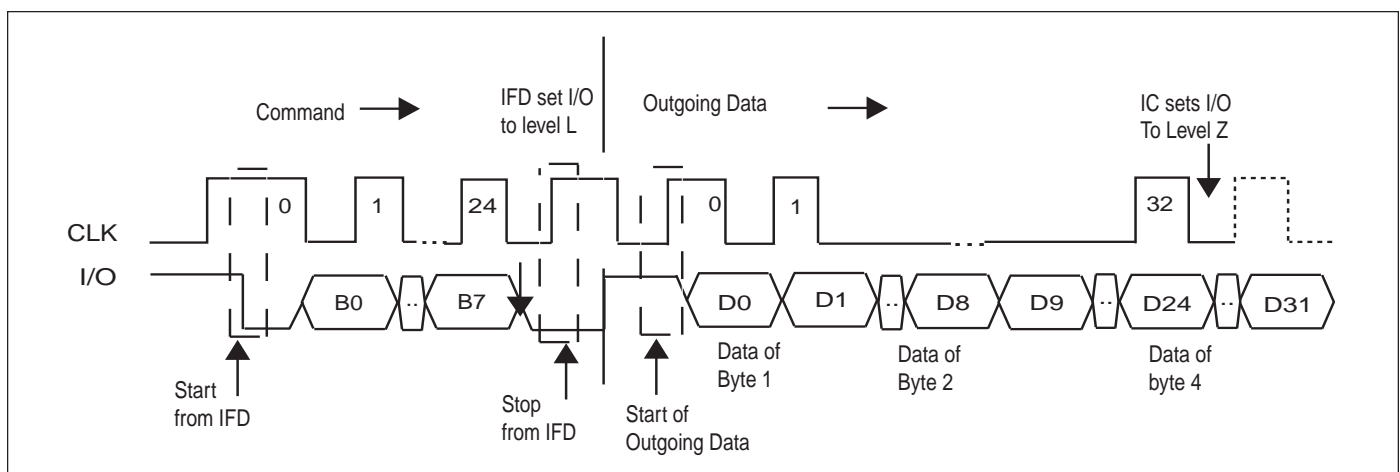 Command
IFD set I/O
to level L
Outgoing Data
IC sets I/O
To Level Z
CLK
0
1
24
0
1
32
I/O
B0
..
B7
D0
D1
..
D8
D9
..
D24
..
D31
Start
from IFD
Stop
from IFD
Start of
Outgoing Data
Data of
Byte 1
Data of
Byte 2
Data of
byte 4